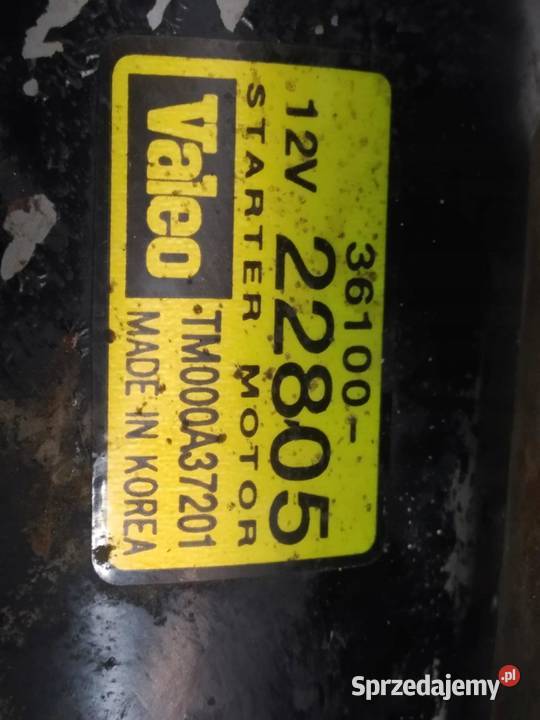 36100-
12V 22805
STARTER MOTOR
Valeo TM000A37201
MADE IN KOREA
Sprzedajemy.pl